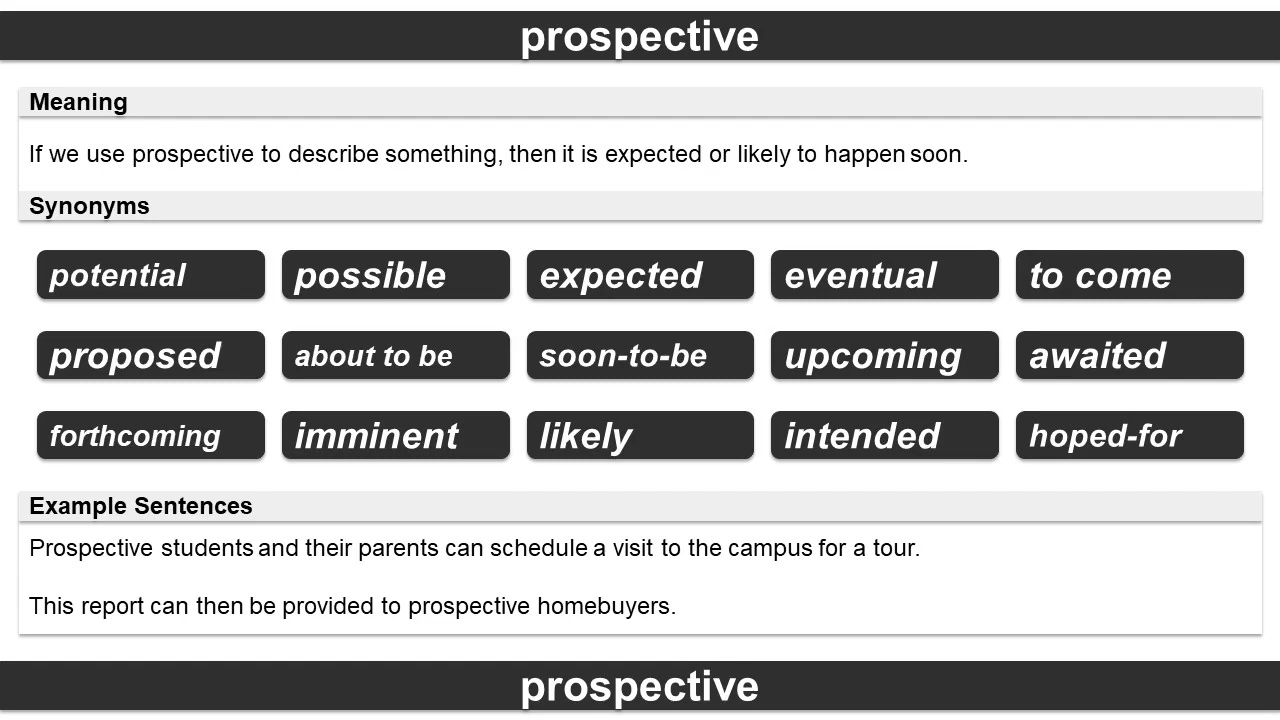 prospective
Meaning
If we use prospective to describe something, then it is expected or likely to happen soon.
Synonyms
potential possible expected eventual to come
proposed about to be soon-to-be upcoming awaited
forthcoming imminent likely intended hoped-for
Example Sentences
Prospective students and their parents can schedule a visit to the campus for a tour.
This report can then be provided to prospective homebuyers.
prospective